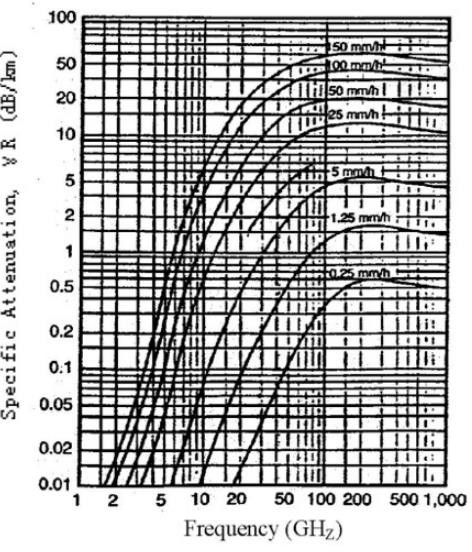 100
50
20
10
5
2
1
0.5
0.2
0.1
0.05
0.02
0.01
Specific Attenuation, γR (dB/km)
150 mm/h
100 mm/h
50 mm/h
25 mm/h
5 mm/h
1.25 mm/h
0.25 mm/h
1 2 5 10 20 50 100 200 500 1,000
Frequency (GHz)